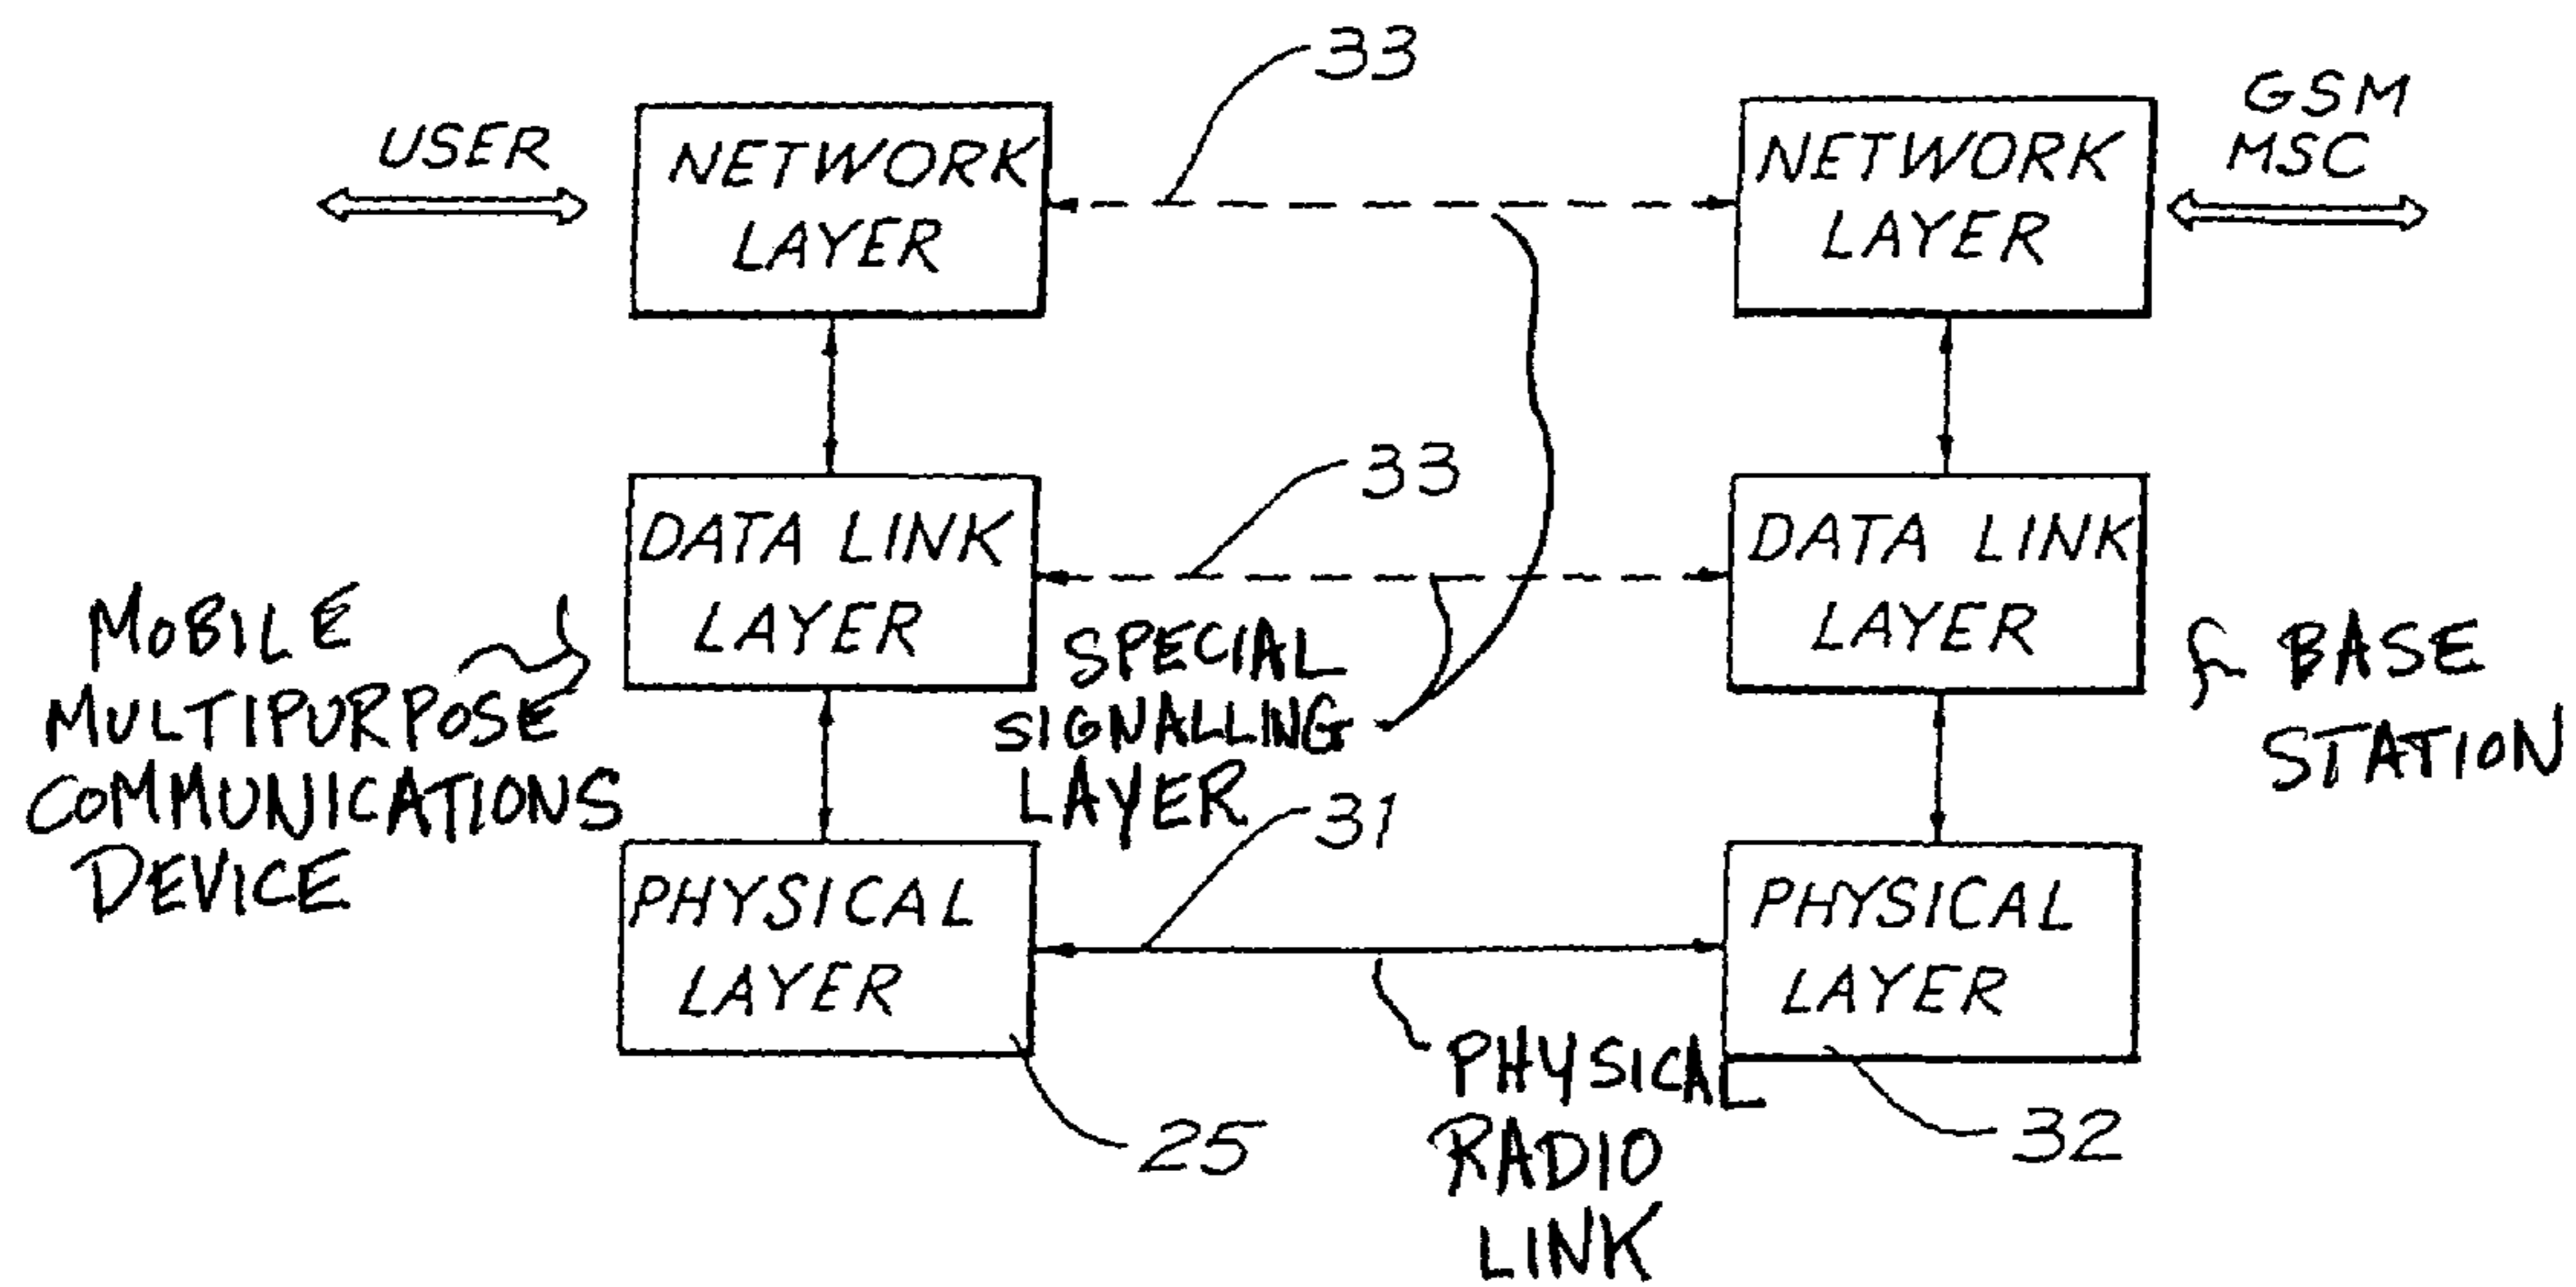 33
USER
NETWORK
LAYER
NETWORK
LAYER
GSM
MSC
33
DATA LINK
LAYER
DATA LINK
LAYER
MOBILE
MULTIPURPOSE
COMMUNICATIONS
DEVICE
SPECIAL
SIGNALLING
LAYER
BASE
STATION
31
PHYSICAL
LAYER
PHYSICAL
LAYER
25
PHYSICAL
RADIO
LINK
32